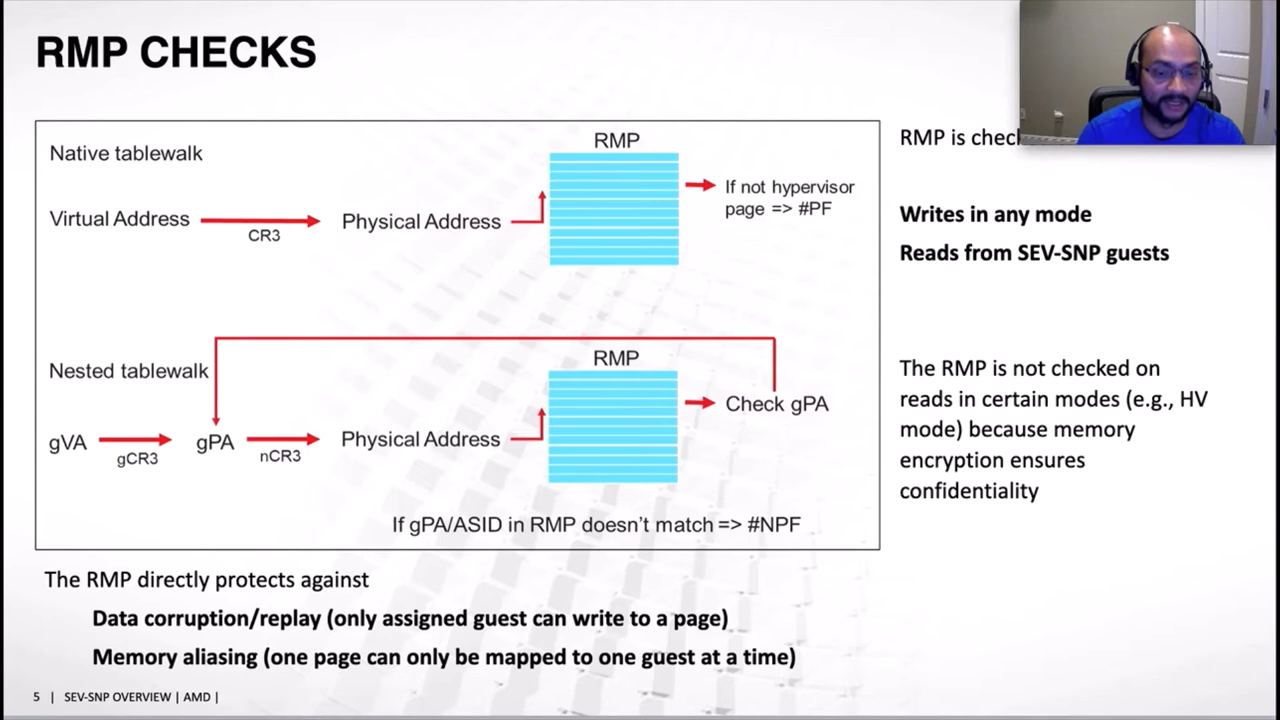 RMP CHECKS
Native tablewalk
Virtual Address
CR3
Physical Address
RMP
If not hypervisor
page => #PF
Nested tablewalk
gVA
gCR3
gPA
nCR3
Physical Address
RMP
Check gPA
If gPA/ASID in RMP doesn't match => #NPF
RMP is
Writes in any mode
Reads from SEV-SNP guests
The RMP is not checked on
reads in certain modes (e.g., HV
mode) because memory
encryption ensures
confidentiality
The RMP directly protects against
Data corruption/replay (only assigned guest can write to a page)
Memory aliasing (one page can only be mapped to one guest at a time)
5 | SEV-SNP OVERVIEW | AMD |